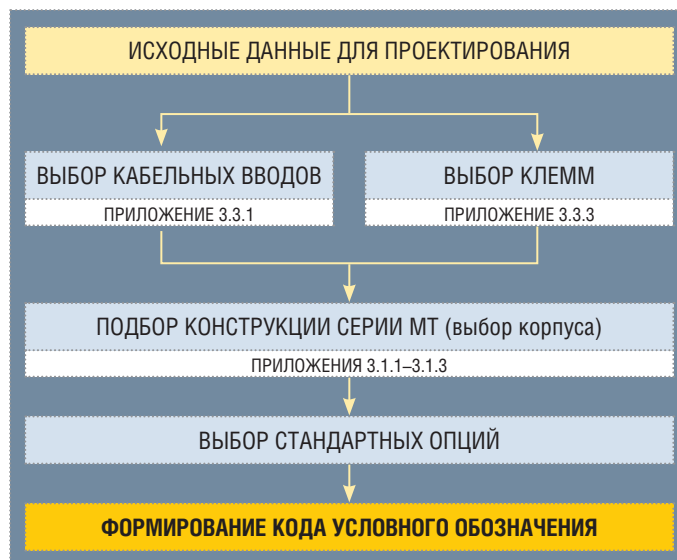 ИСХОДНЫЕ ДАННЫЕ ДЛЯ ПРОЕКТИРОВАНИЯ
ВЫБОР КАБЕЛЬНЫХ ВВОДОВ
ПРИЛОЖЕНИЕ 3.3.1
ВЫБОР КЛЕММ
ПРИЛОЖЕНИЕ 3.3.3
ПОДБОР КОНСТРУКЦИИ СЕРИИ МТ (выбор корпуса)
ПРИЛОЖЕНИЯ 3.1.1–3.1.3
ВЫБОР СТАНДАРТНЫХ ОПЦИЙ
ФОРМИРОВАНИЕ КОДА УСЛОВНОГО ОБОЗНАЧЕНИЯ